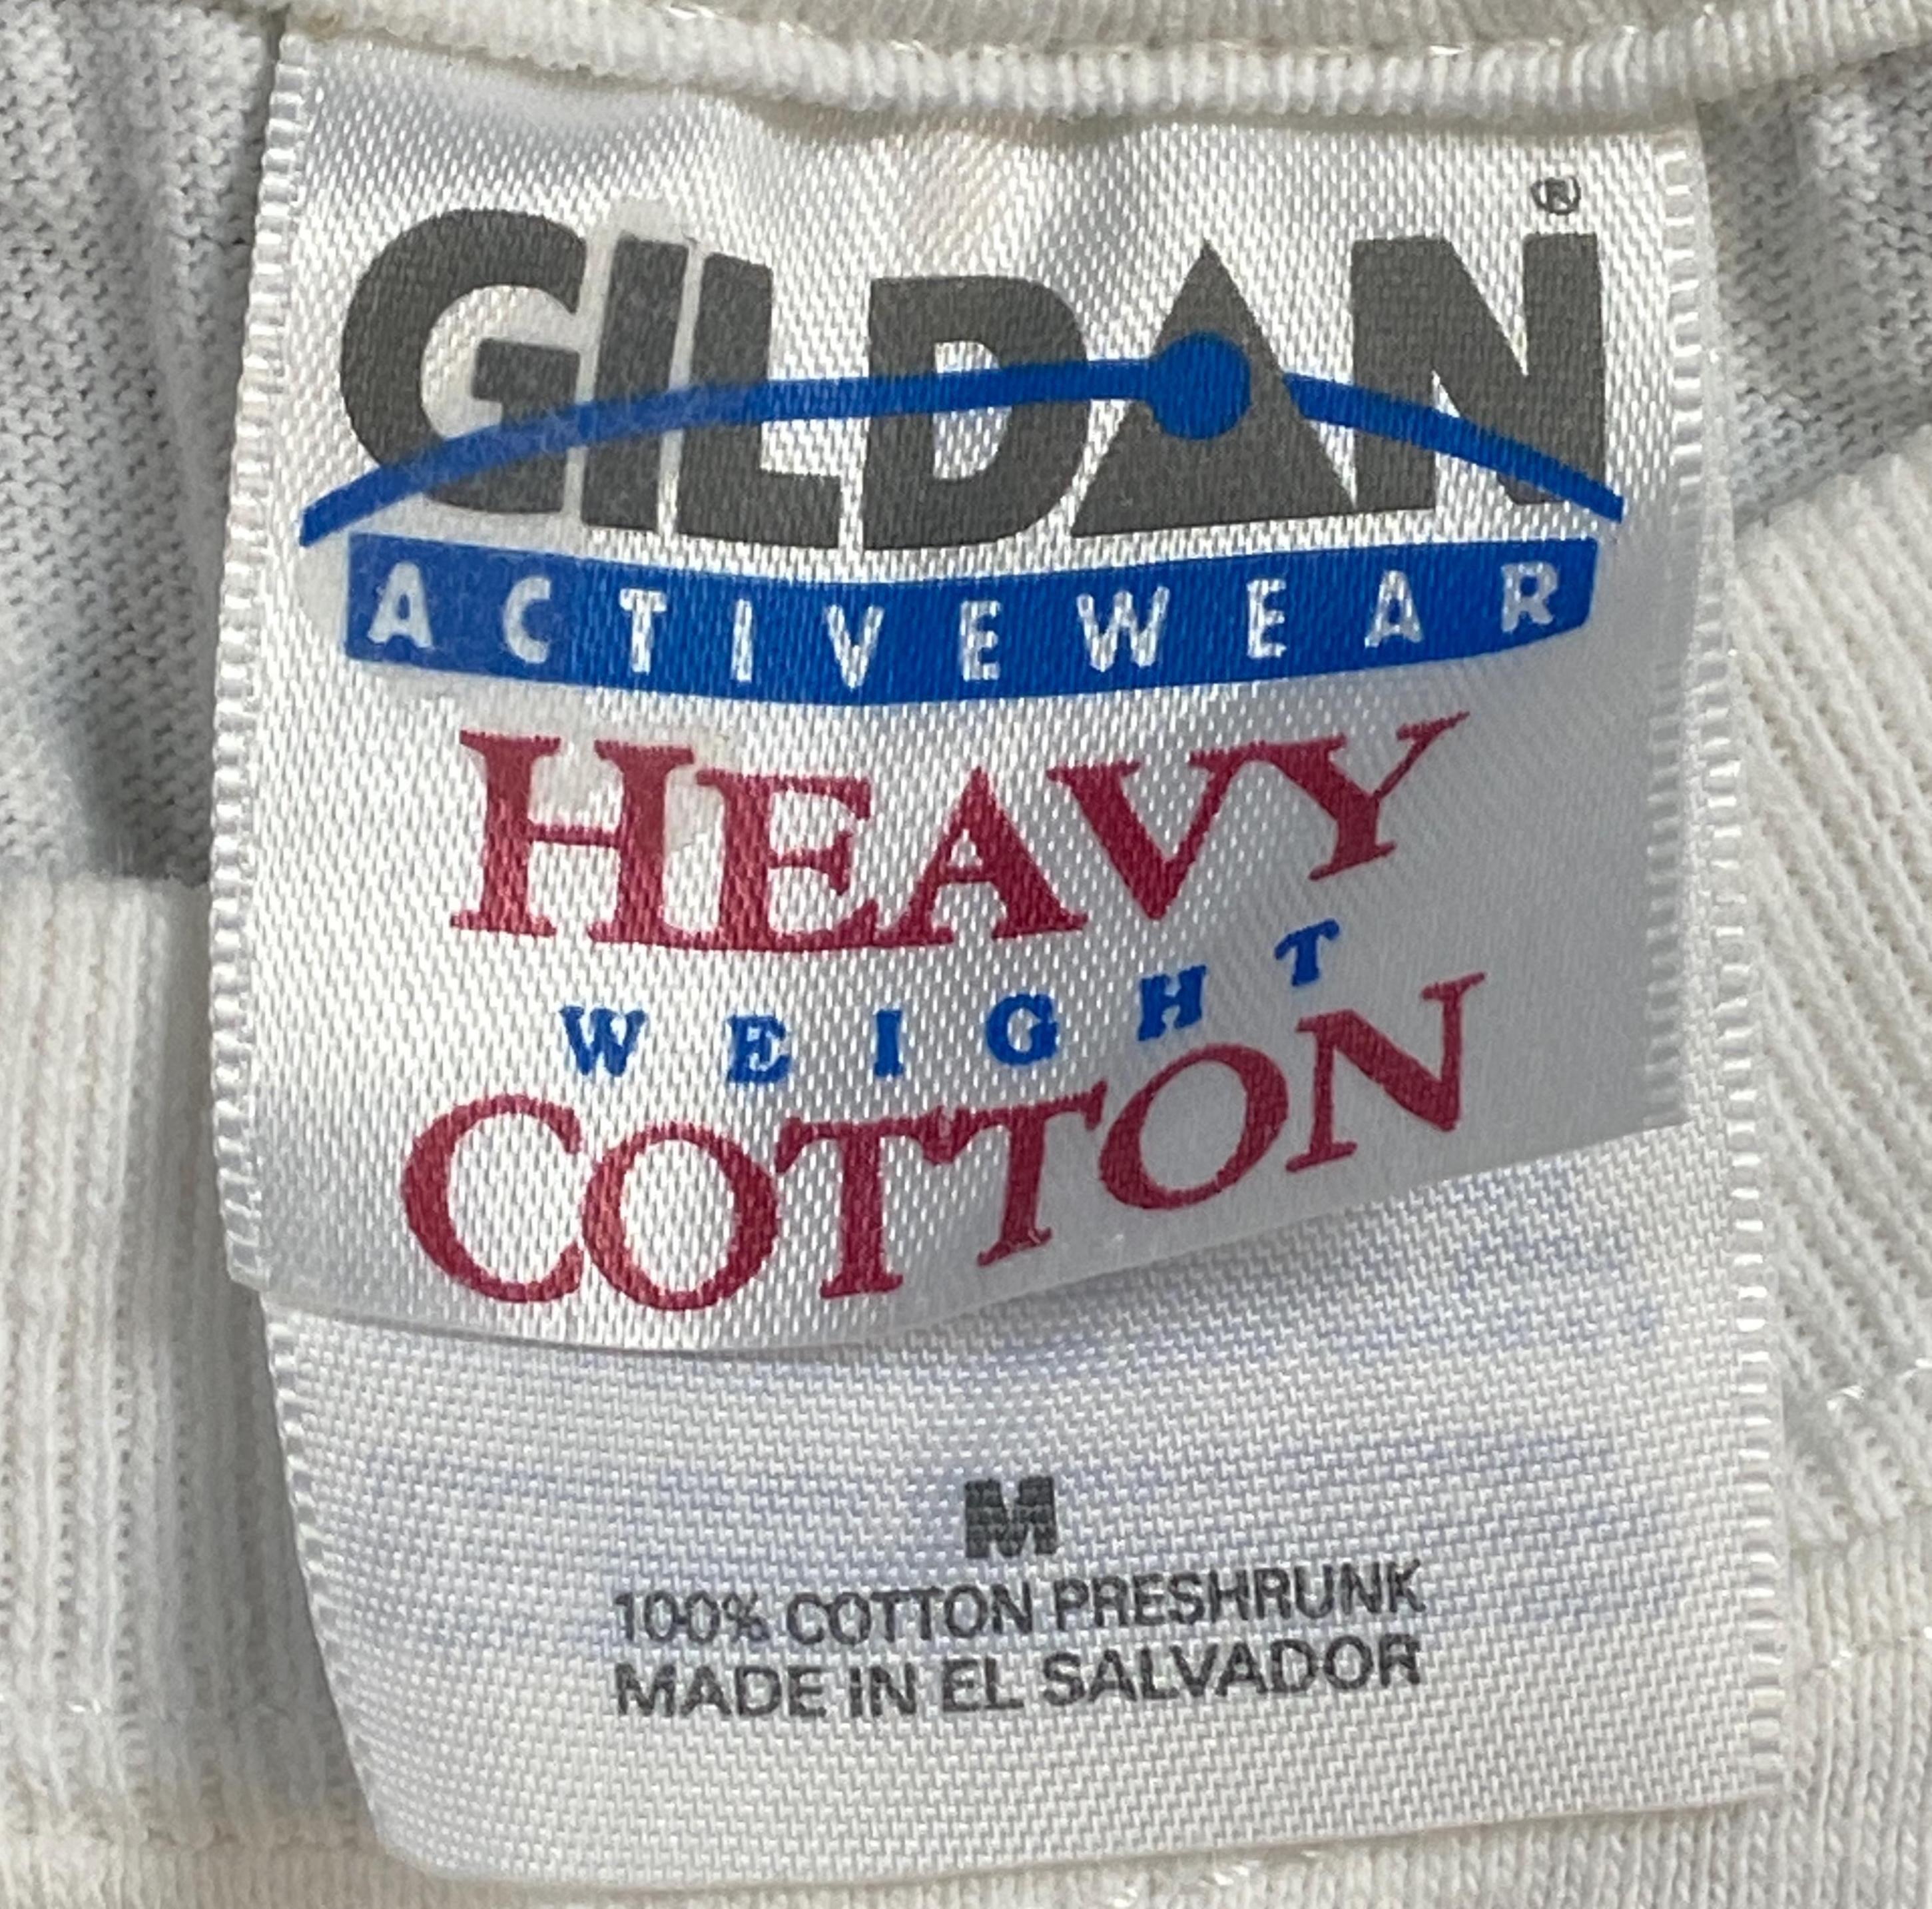 GILDAN®
ACTIVEWEAR
HEAVY
WEIGHT
COTTON
M
100% COTTON PRESHRUNK
MADE IN EL SALVADOR